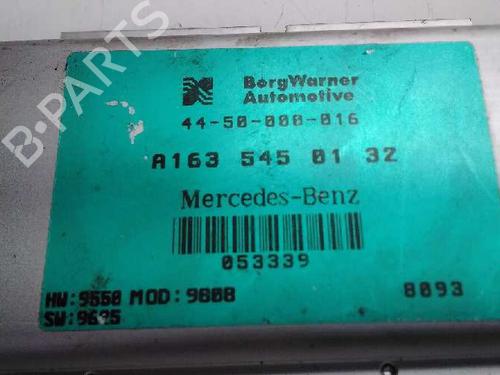 BorgWarner
Automotive
44-50-000-016
A163 545 01 32
Mercedes-Benz
053339
HW:9550 MOD:9808 8093
SW:9625
B-PARTS